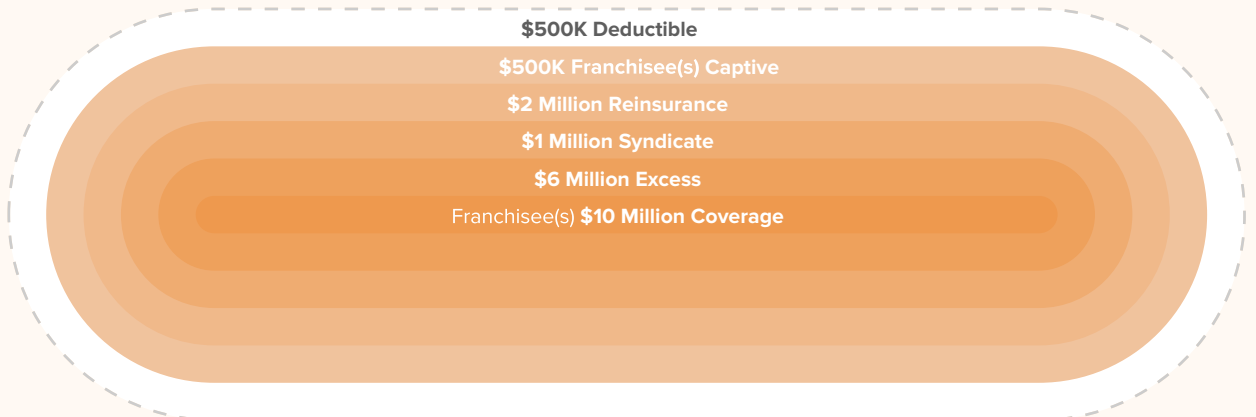 $500K Deductible
$500K Franchisee(s) Captive
$2 Million Reinsurance
$1 Million Syndicate
$6 Million Excess
Franchisee(s) $10 Million Coverage